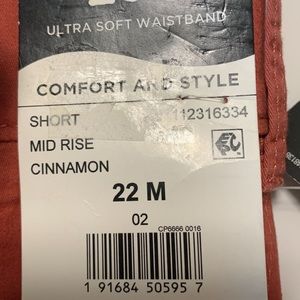 ULTRA SOFT WAISTBAND
COMFORT AND STYLE
SHORT 112316334
MID RISE
CINNAMON
22 M
02
CP6666 0016
1 91684 50595 7